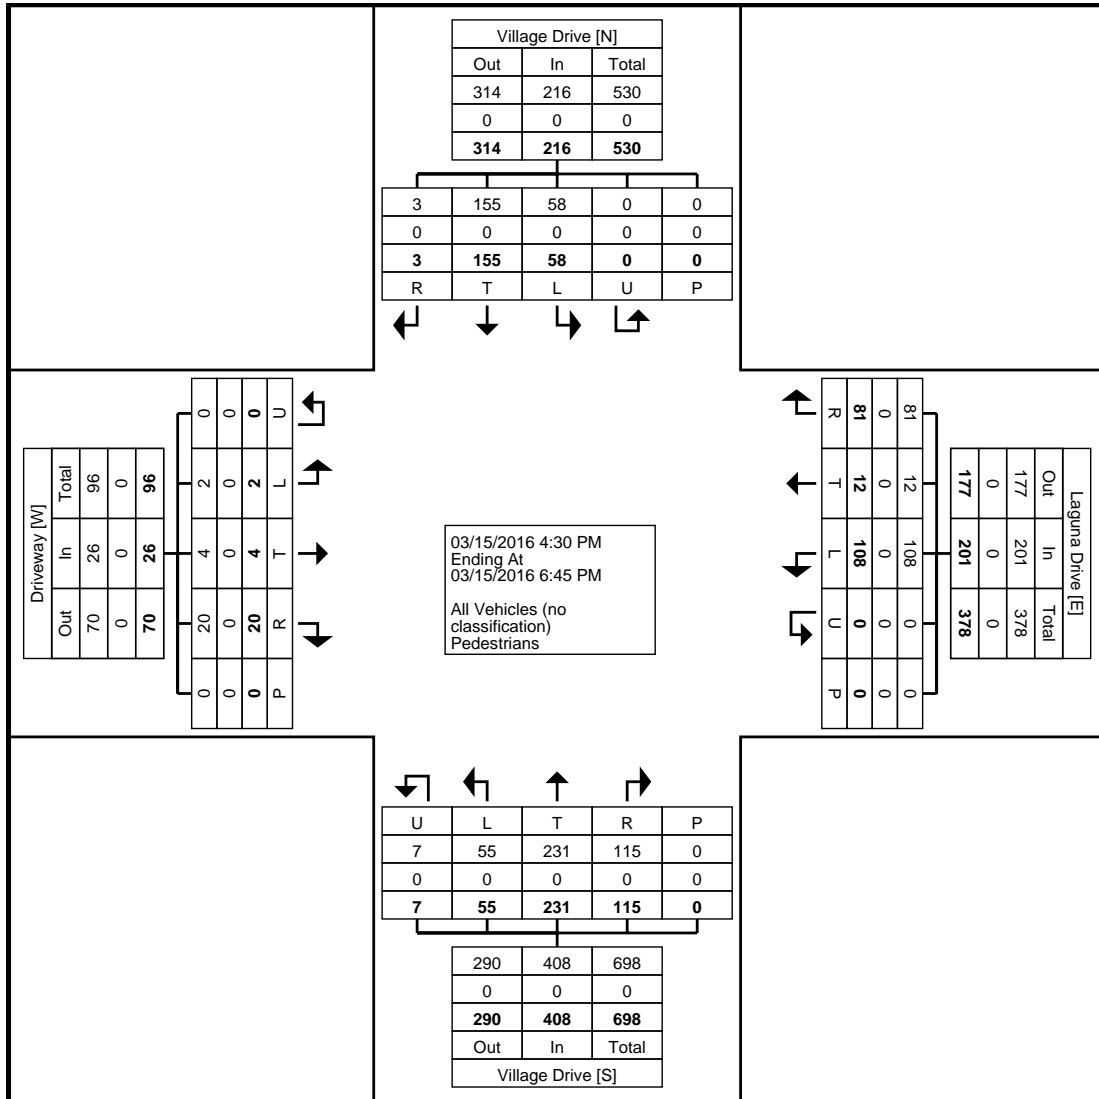 Village Drive [N]
Out In Total
314 216 530
0 0 0
314 216 530
3 155 58 0 0
0 0 0 0 0
3 155 58 0 0
R T L U P
Driveway [W]
Total In Out
96 26 70
0 0 0
96 26 70
0 2 4 20 0
0 0 0 0 0
0 2 4 20 0
U L T R P
03/15/2016 4:30 PM
Ending At
03/15/2016 6:45 PM
All Vehicles (no
classification)
Pedestrians
Laguna Drive [E]
Out In Total
177 201 378
0 0 0
177 201 378
81 12 108 0 0
0 0 0 0 0
81 12 108 0 0
R T L U P
U L T R P
7 55 231 115 0
0 0 0 0 0
7 55 231 115 0
290 408 698
0 0 0
290 408 698
Out In Total
Village Drive [S]